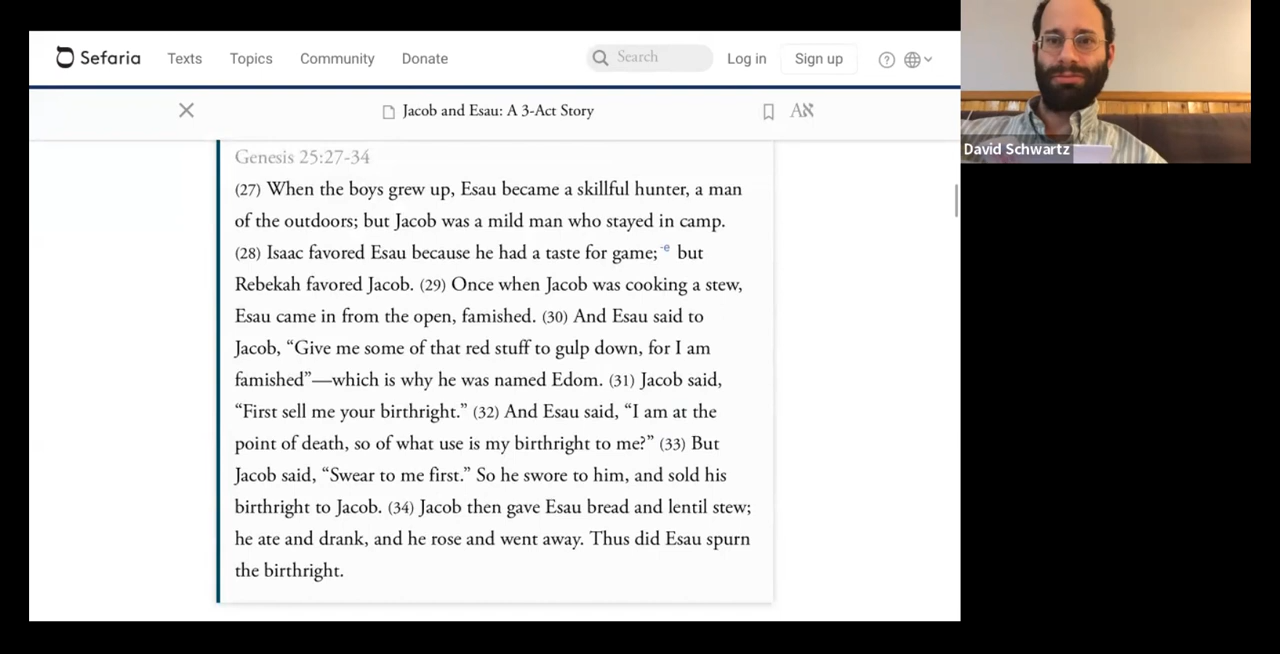 Sefaria Texts Topics Community Donate Search Log in Sign up ?
Jacob and Esau: A 3-Act Story Aא
Genesis 25:27-34
(27) When the boys grew up, Esau became a skillful hunter, a man
of the outdoors; but Jacob was a mild man who stayed in camp.
(28) Isaac favored Esau because he had a taste for game; -e but
Rebekah favored Jacob. (29) Once when Jacob was cooking a stew,
Esau came in from the open, famished. (30) And Esau said to
Jacob, “Give me some of that red stuff to gulp down, for I am
famished”—which is why he was named Edom. (31) Jacob said,
“First sell me your birthright.” (32) And Esau said, “I am at the
point of death, so of what use is my birthright to me?” (33) But
Jacob said, “Swear to me first.” So he swore to him, and sold his
birthright to Jacob. (34) Jacob then gave Esau bread and lentil stew;
he ate and drank, and he rose and went away. Thus did Esau spurn
the birthright.
David Schwartz